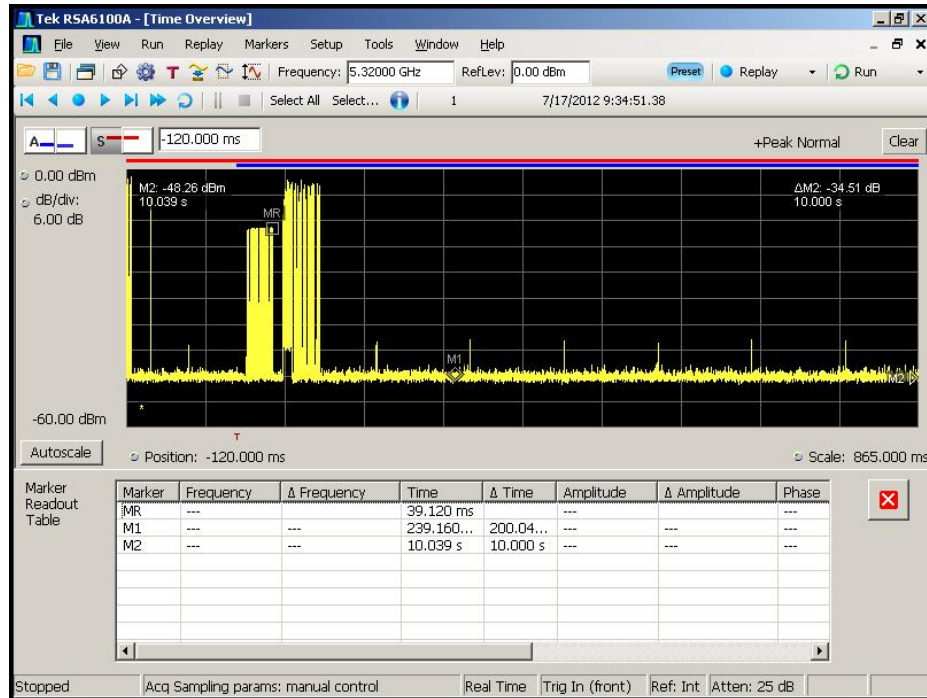 Tek RSA6100A - [Time Overview]
File View Run Replay Markers Setup Tools Window Help
T Frequency: 5.32000 GHz RefLev: 0.00 dBm Preset Replay Run
Select All Select... 1 7/17/2012 9:34:51.38
A S -120.000 ms +Peak Normal Clear
0.00 dBm
dB/div:
6.00 dB
M2: -48.26 dBm
10.039 s
ΔM2: -34.51 dB
10.000 s
MR
M1
M2
-60.00 dBm
*
T
Autoscale Position: -120.000 ms Scale: 865.000 ms
Marker
Readout
Table
Marker Frequency Δ Frequency Time Δ Time Amplitude Δ Amplitude Phase
MR --- 39.120 ms --- ---
M1 --- --- 239.160... 200.04... --- --- ---
M2 --- --- 10.039 s 10.000 s --- --- ---
Stopped Acq Sampling params: manual control Real Time Trig In (front) Ref: Int Atten: 25 dB